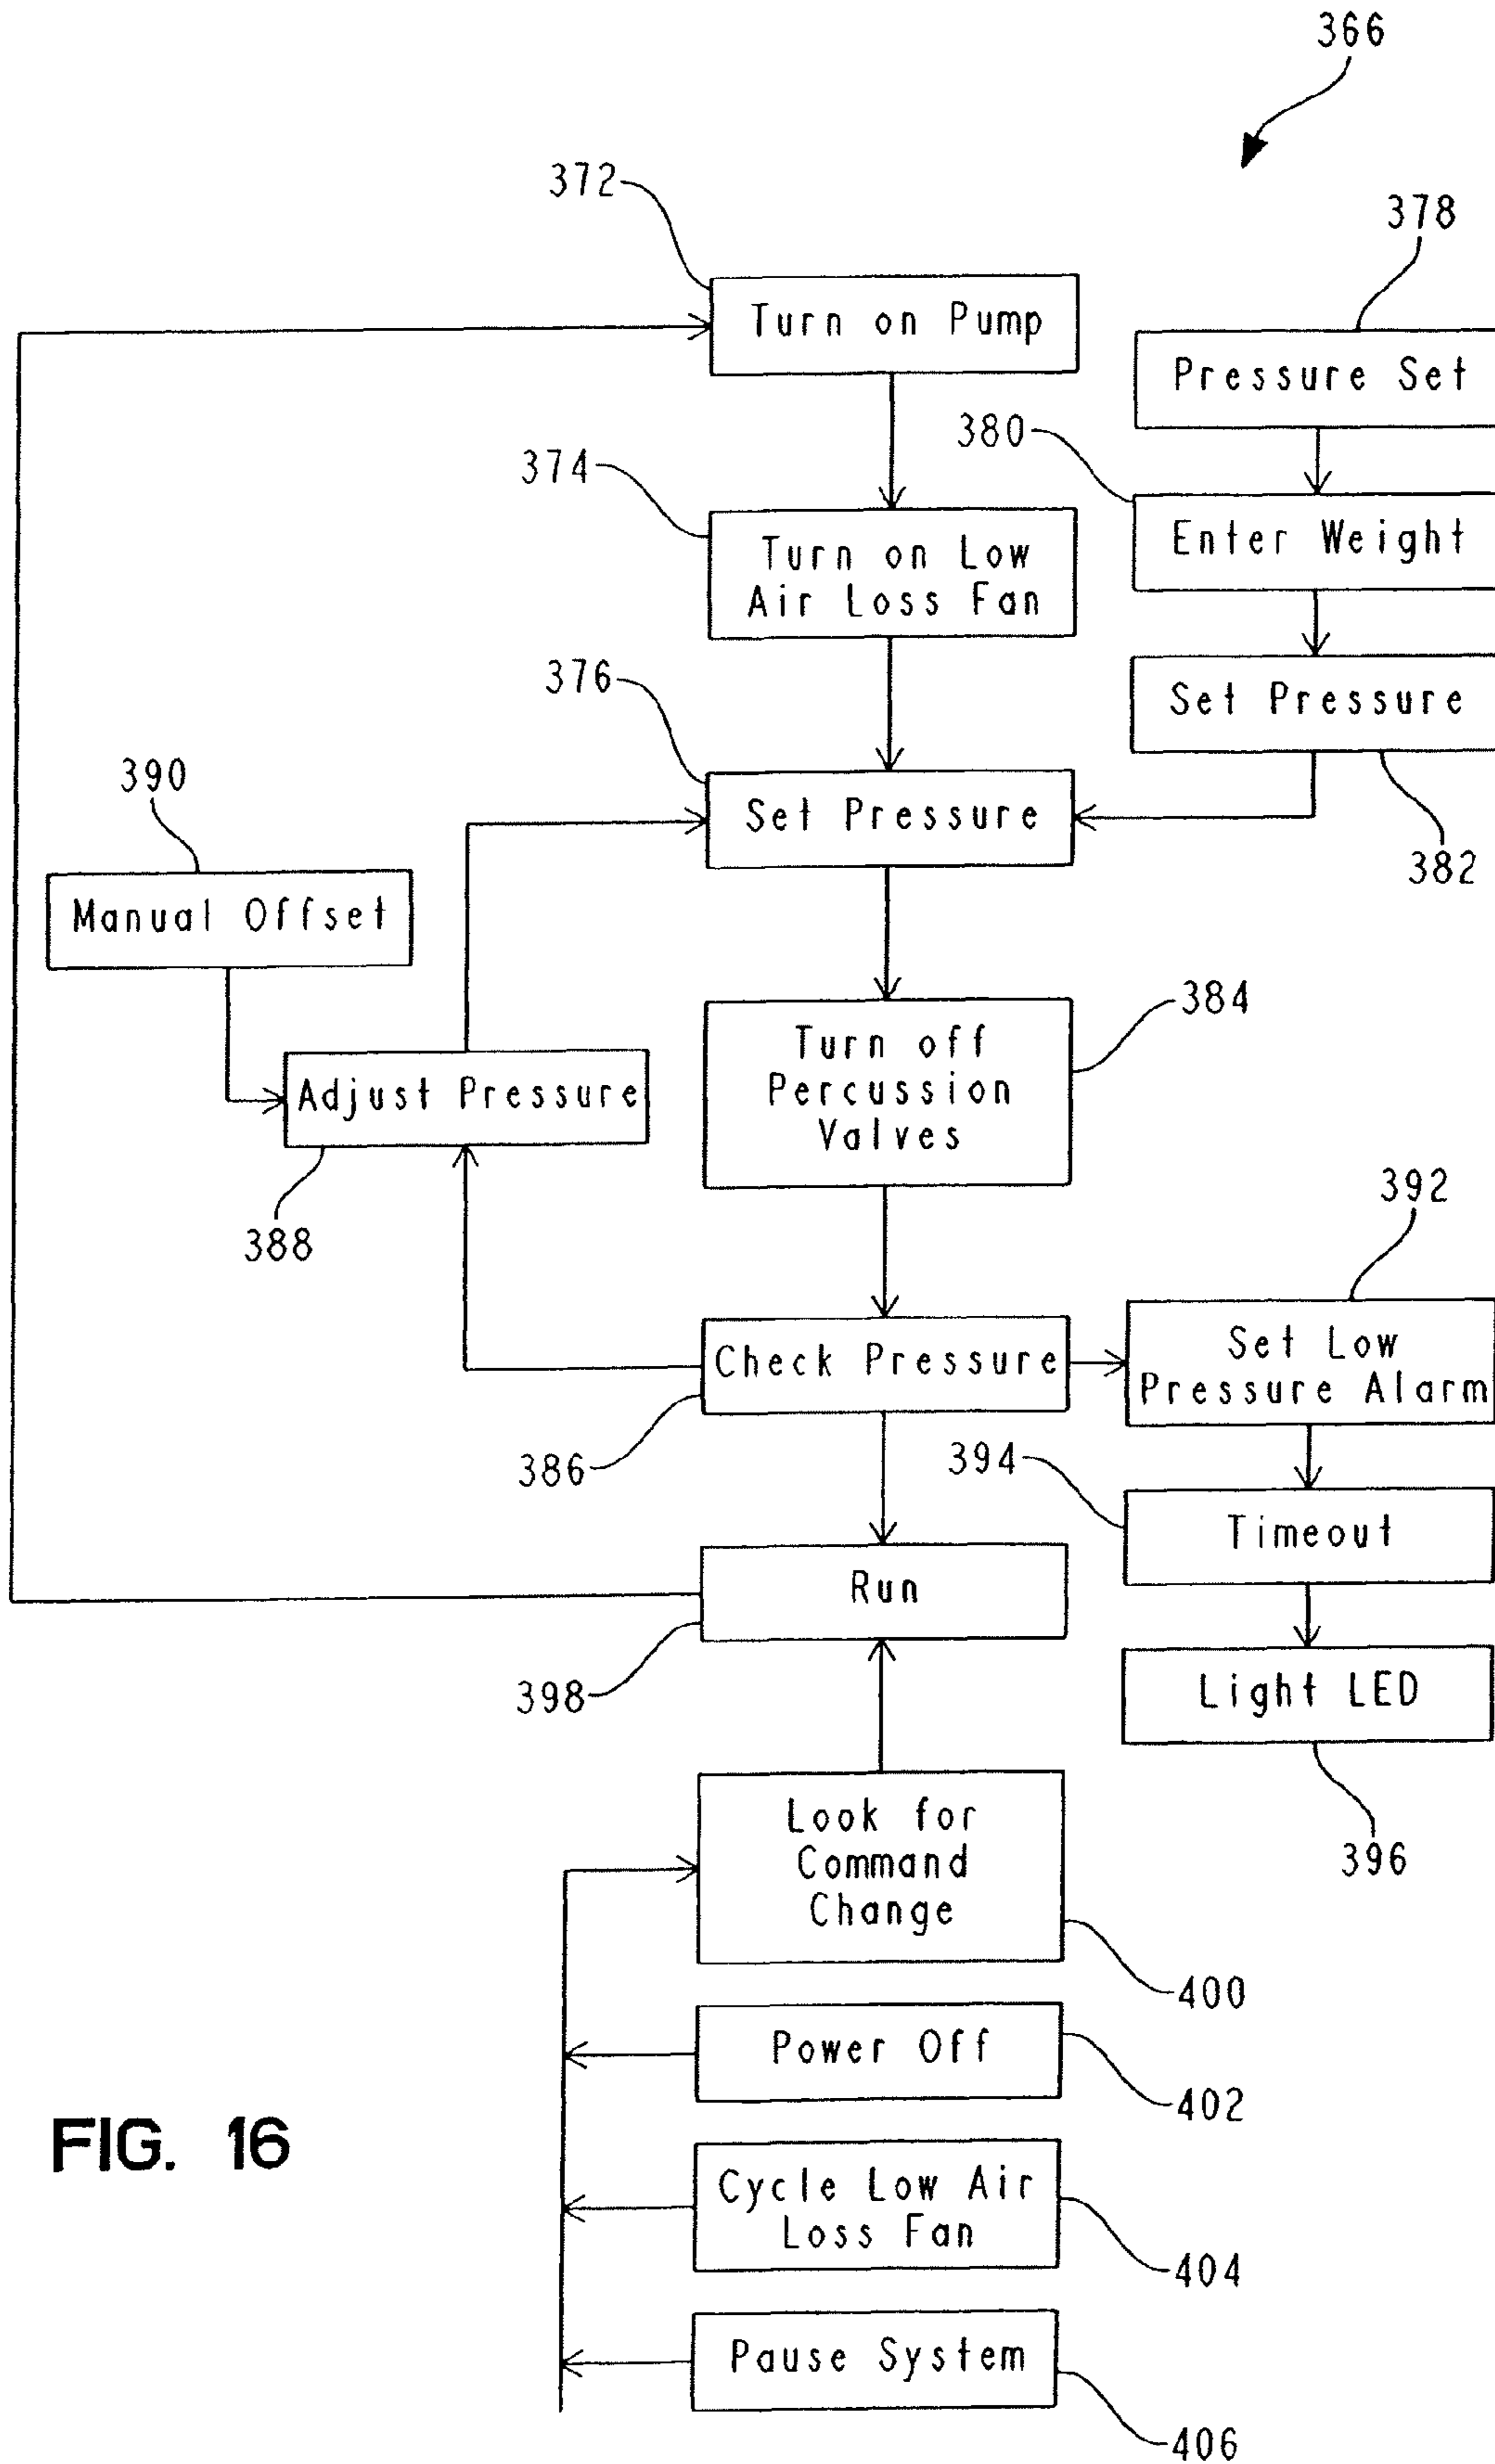 366
372
378
Turn on Pump
Pressure Set
380
374
Turn on Low
Air Loss Fan
Enter Weight
376
Set Pressure
390
Set Pressure
382
Manual Offset
384
Turn off
Percussion
Valves
Adjust Pressure
388
392
Check Pressure
Set Low
Pressure Alarm
386
394
Timeout
Run
398
Light LED
396
Look for
Command
Change
400
Power Off
402
FIG. 16
Cycle Low Air
Loss Fan
404
Pause System
406